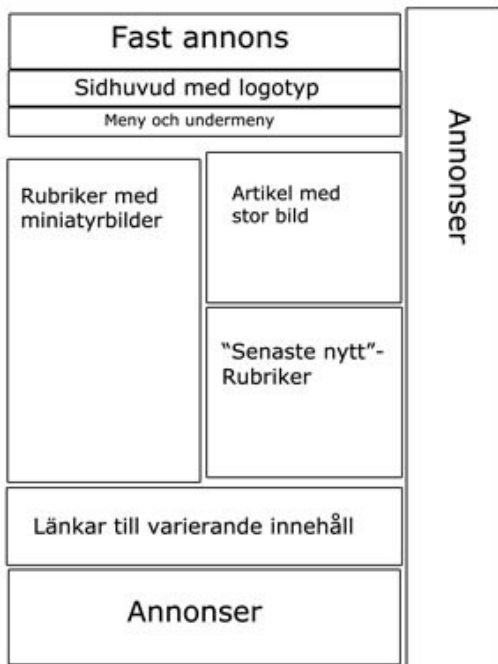 Fast annons
Sidhuvud med logotyp
Meny och undermeny
Rubriker med
miniatyrbilder
Artikel med
stor bild
“Senaste nytt”-
Rubriker
Länkar till varierande innehåll
Annonser
Annonser